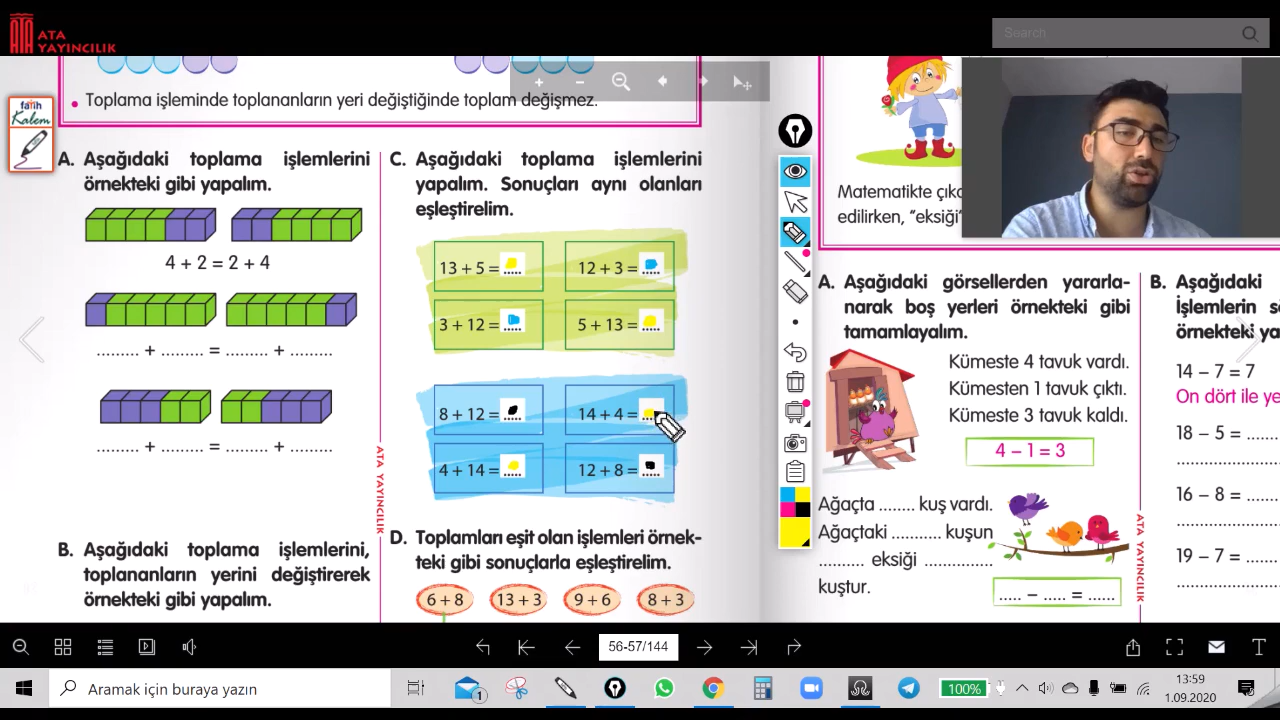 ATA
YAYINCILIK
Search
• Toplama işleminde toplananların yeri değiştiğinde toplam değişmez.
fatih
Kalem
A. Aşağıdaki toplama işlemlerini
örnekteki gibi yapalım.
4 + 2 = 2 + 4
......... + ......... = ......... + .........
......... + ......... = ......... + .........
B. Aşağıdaki toplama işlemlerini,
toplananların yerini değiştirerek
örnekteki gibi yapalım.
ATA YAYINCILIK
C. Aşağıdaki toplama işlemlerini
yapalım. Sonuçları aynı olanları
eşleştirelim.
13 + 5 = .....
12 + 3 = .....
3 + 12 = .....
5 + 13 = .....
8 + 12 = .....
14 + 4 = .....
4 + 14 = .....
12 + 8 = .....
D. Toplamları eşit olan işlemleri örnek-
teki gibi sonuçlarla eşleştirelim.
6 + 8
13 + 3
9 + 6
8 + 3
Matematikte
edilirken, "eksiği"
A. Aşağıdaki görsellerden yararla-
narak boş yerleri örnekteki gibi
tamamlayalım.
Kümeste 4 tavuk vardı.
Kümesten 1 tavuk çıktı.
Kümeste 3 tavuk kaldı.
4 – 1 = 3
Ağaçta ........ kuş vardı.
Ağaçtaki ........... kuşun
.......... eksiği ...............
kuştur.
..... – ..... = ......
ATA YAYINCILIK
B. Aşağıdaki
İşlemlerin
örnekteki
14 – 7 = 7
On dört ile
18 – 5 = .......
16 – 8 = .......
19 – 7 = .......
56-57/144
Aramak için buraya yazın
1
100%
13:59
1.09.2020